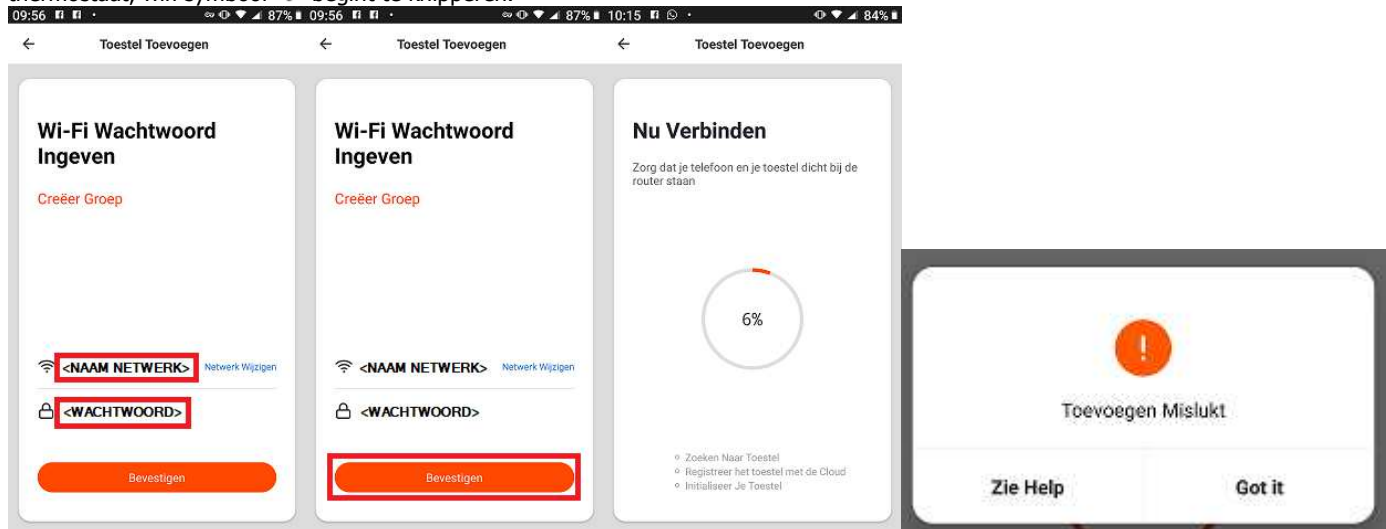 09:56 87% 09:56 87% 10:15 84%
Toestel Toevoegen
Wi-Fi Wachtwoord
Ingeven
Creëer Groep
<NAAM NETWERK> Netwerk Wijzigen
<WACHTWOORD>
Bevestigen
Toestel Toevoegen
Wi-Fi Wachtwoord
Ingeven
Creëer Groep
<NAAM NETWERK> Netwerk Wijzigen
<WACHTWOORD>
Bevestigen
Toestel Toevoegen
Nu Verbinden
Zorg dat je telefoon en je toestel dicht bij de
router staan
6%
Zoeken Naar Toestel
Registreer het toestel met de Cloud
Initialiseer Je Toestel
!
Toevoegen Mislukt
Zie Help Got it